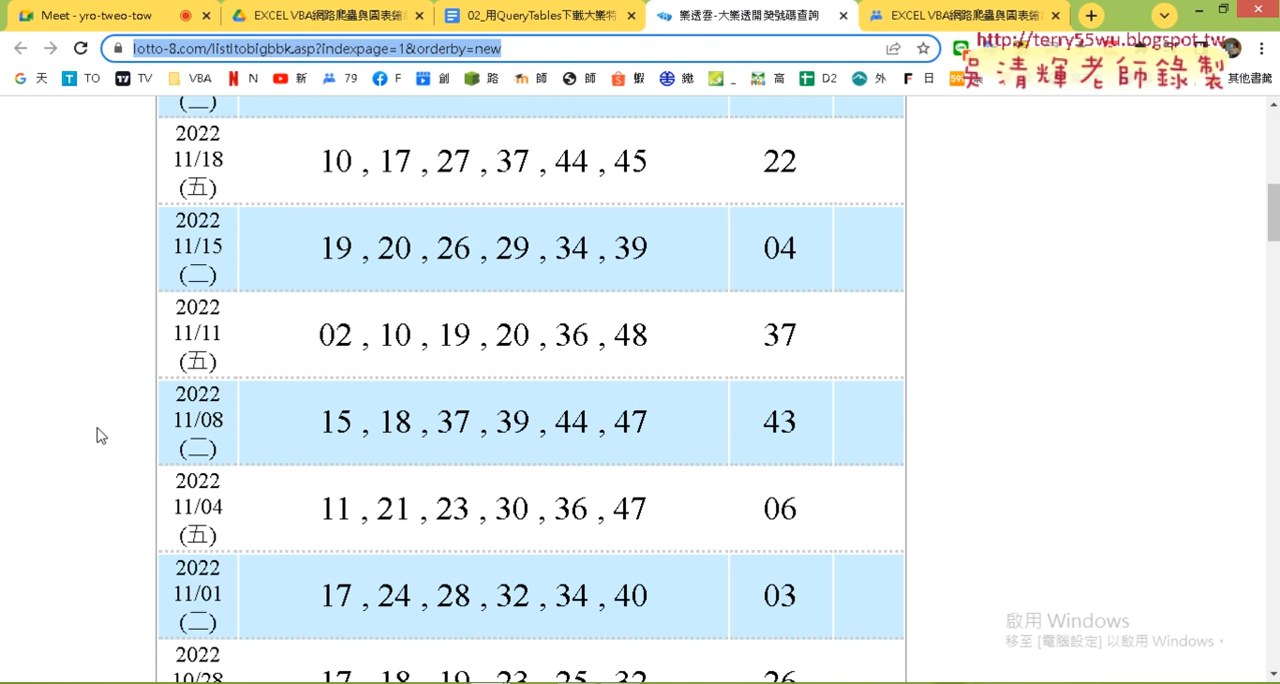 Meet - yro-tweo-tow
EXCEL VBA網路爬蟲與圖表
02_用QueryTables下載大樂
樂透雲-大樂透開獎號碼查詢
EXCEL VBA網路爬蟲與圖表
lotto-8.com/listltobigbbk.asp?indexpage=1&orderby=new
http://terry55wu.blogspot.tw
吳清輝老師錄製
天 TO TV VBA N 新 79 F 創 路 師 師 蝦 D2 外 日 其他書籤
(二)
2022
11/18
(五)
10 , 17 , 27 , 37 , 44 , 45
22
2022
11/15
(二)
19 , 20 , 26 , 29 , 34 , 39
04
2022
11/11
(五)
02 , 10 , 19 , 20 , 36 , 48
37
2022
11/08
(二)
15 , 18 , 37 , 39 , 44 , 47
43
2022
11/04
(五)
11 , 21 , 23 , 30 , 36 , 47
06
2022
11/01
(二)
17 , 24 , 28 , 32 , 34 , 40
03
2022
10/28
17 , 18 , 19 , 23 , 25 , 32
26
啟用 Windows
移至 [電腦設定] 以啟用 Windows。